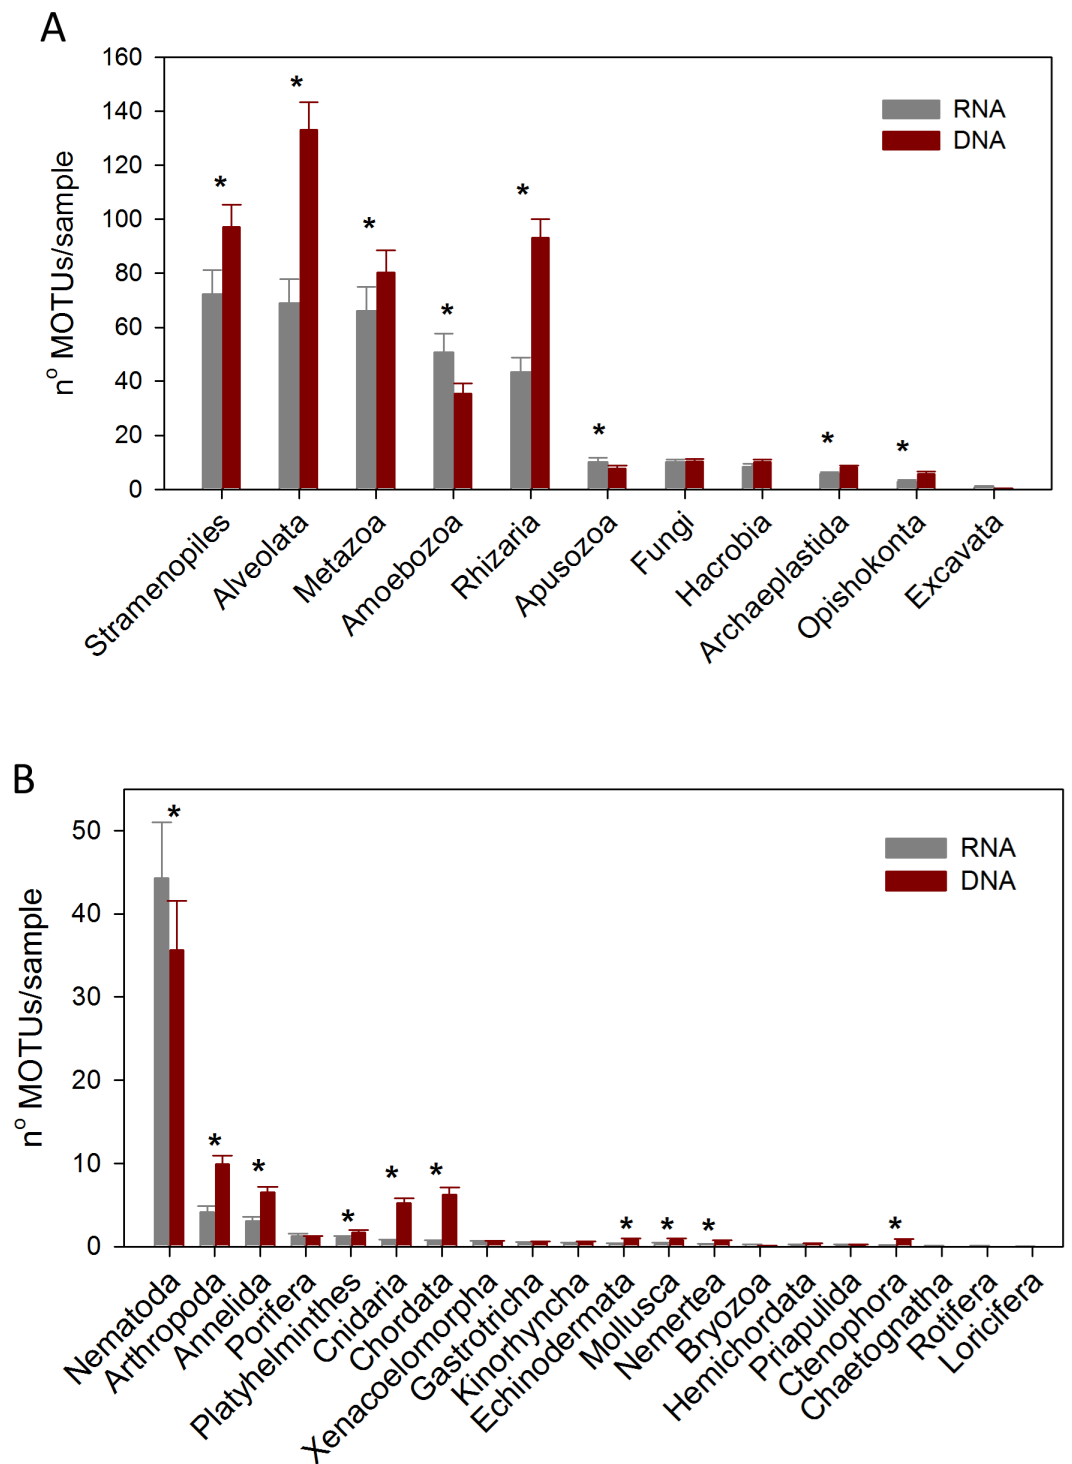 A
160
140
120
100
80
60
40
20
0
nº MOTUs/sample
RNA
DNA
*
*
*
*
*
*
*
*
Stramenopiles
Alveolata
Metazoa
Amoebozoa
Rhizaria
Apusozoa
Fungi
Hacrobia
Archaeplastida
Opishokonta
Excavata
B
50
40
30
20
10
0
nº MOTUs/sample
RNA
DNA
*
*
*
*
*
*
*
*
*
*
Nematoda
Arthropoda
Annelida
Porifera
Platyhelminthes
Cnidaria
Chordata
Xenacoelomorpha
Gastrotricha
Kinorhyncha
Echinodermata
Mollusca
Nemertea
Bryozoa
Hemichordata
Priapulida
Ctenophora
Chaetognatha
Rotifera
Loricifera